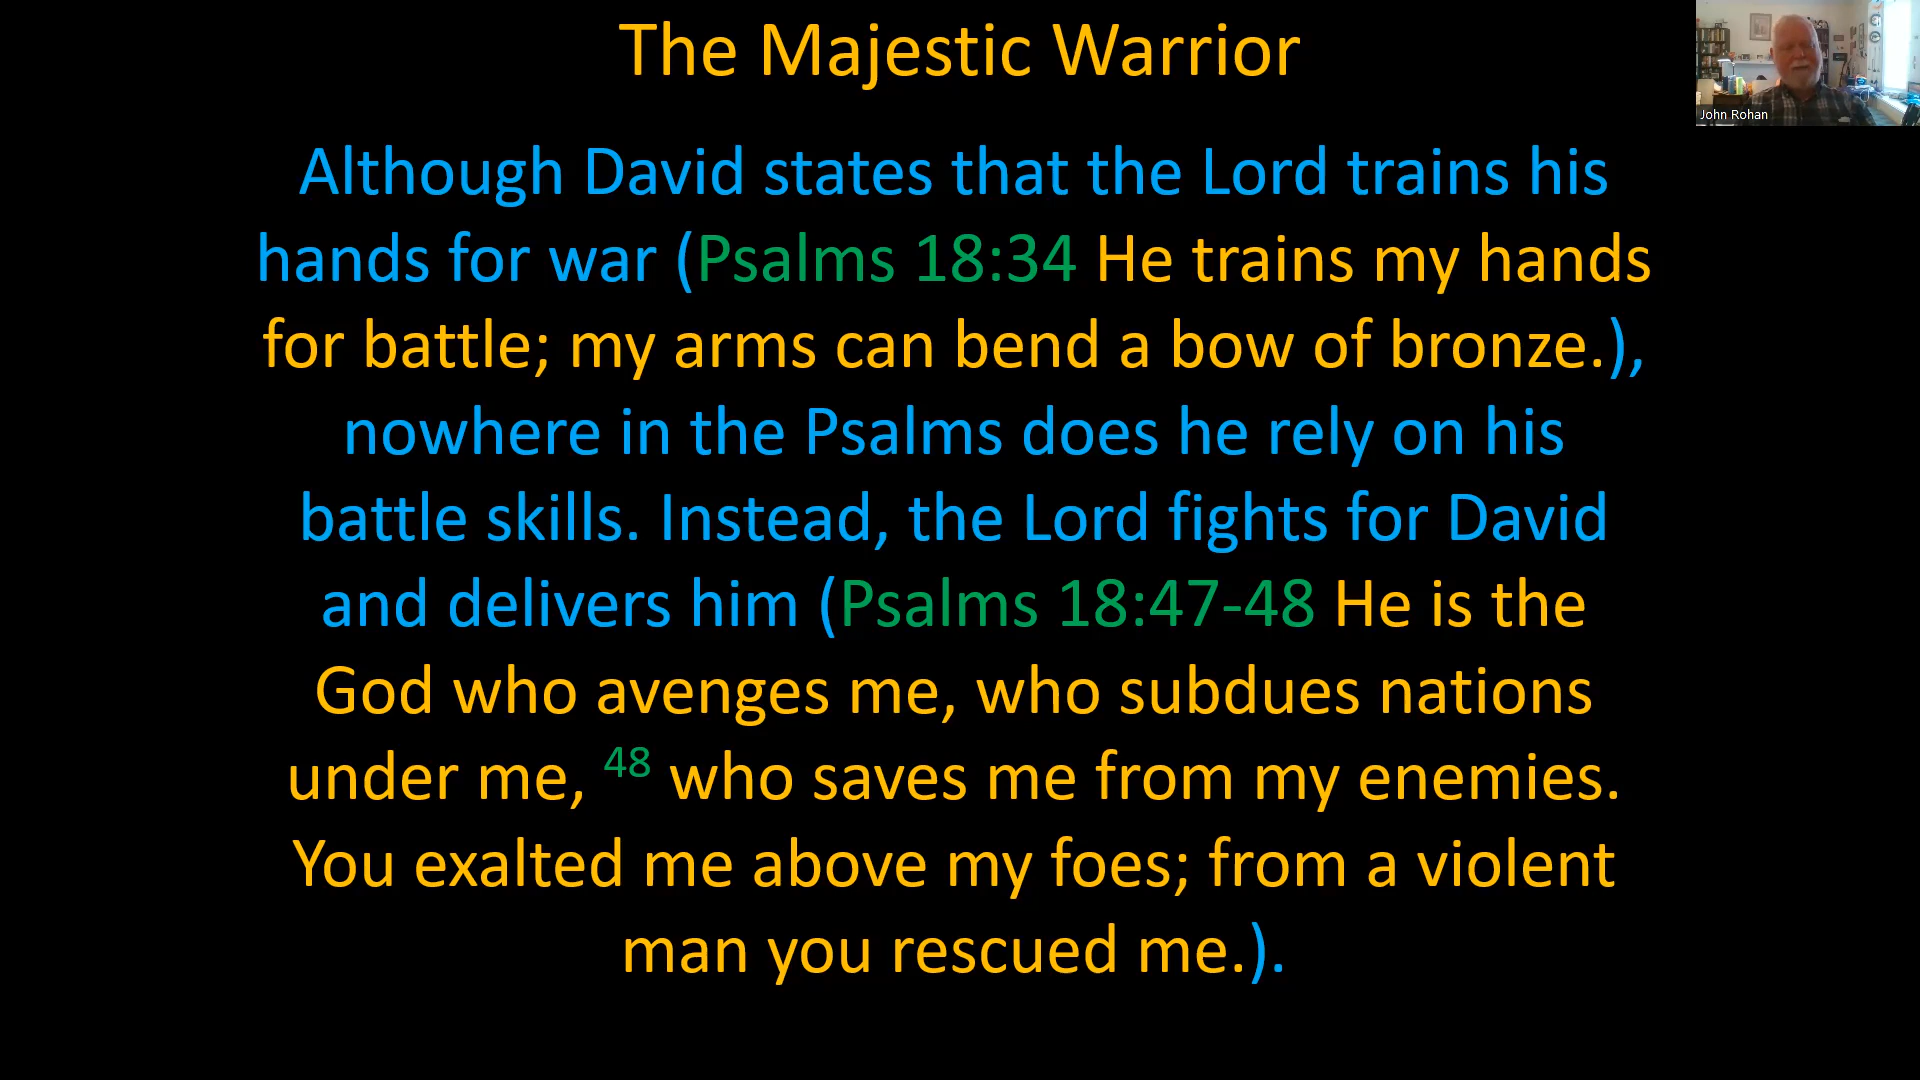 The Majestic Warrior
John Rohan
Although David states that the Lord trains his
hands for war (Psalms 18:34 He trains my hands
for battle; my arms can bend a bow of bronze.),
nowhere in the Psalms does he rely on his
battle skills. Instead, the Lord fights for David
and delivers him (Psalms 18:47-48 He is the
God who avenges me, who subdues nations
under me, 48 who saves me from my enemies.
You exalted me above my foes; from a violent
man you rescued me.).